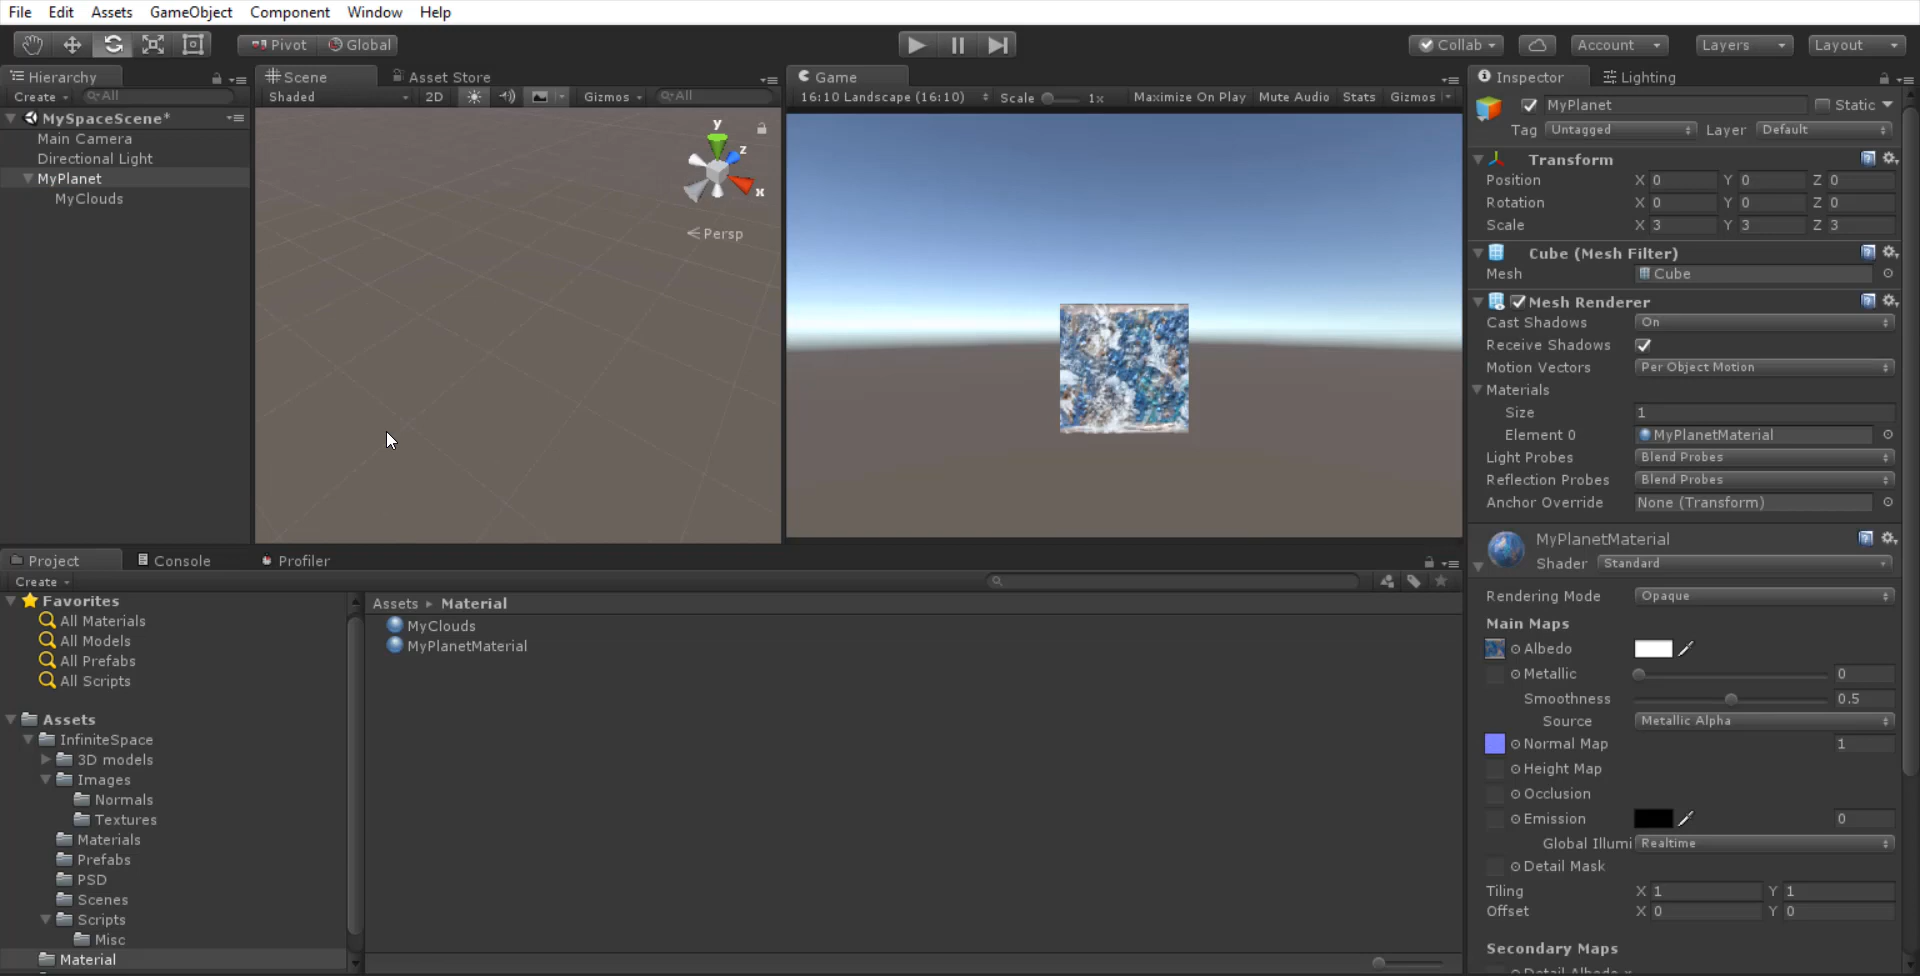 File Edit Assets GameObject Component Window Help
Pivot Global Collab Account Layers Layout
Hierarchy
Create All
MySpaceScene*
Main Camera
Directional Light
MyPlanet
MyClouds
Scene Asset Store
Shaded 2D Gizmos All
y
z
x
Persp
Game
16:10 Landscape (16:10) Scale 1x Maximize On Play Mute Audio Stats Gizmos
Inspector Lighting
MyPlanet Static
Tag Untagged Layer Default
Transform
Position X 0 Y 0 Z 0
Rotation X 0 Y 0 Z 0
Scale X 3 Y 3 Z 3
Cube (Mesh Filter)
Mesh Cube
Mesh Renderer
Cast Shadows On
Receive Shadows
Motion Vectors Per Object Motion
Materials
Size 1
Element 0 MyPlanetMaterial
Light Probes Blend Probes
Reflection Probes Blend Probes
Anchor Override None (Transform)
MyPlanetMaterial
Shader Standard
Rendering Mode Opaque
Main Maps
Albedo
Metallic 0
Smoothness 0.5
Source Metallic Alpha
Normal Map 1
Height Map
Occlusion
Emission 0
Global Illumi Realtime
Detail Mask
Tiling X 1 Y 1
Offset X 0 Y 0
Secondary Maps
Project Console Profiler
Create
Favorites
All Materials
All Models
All Prefabs
All Scripts
Assets
InfiniteSpace
3D models
Images
Normals
Textures
Materials
Prefabs
PSD
Scenes
Scripts
Misc
Material
Assets Material
MyClouds
MyPlanetMaterial